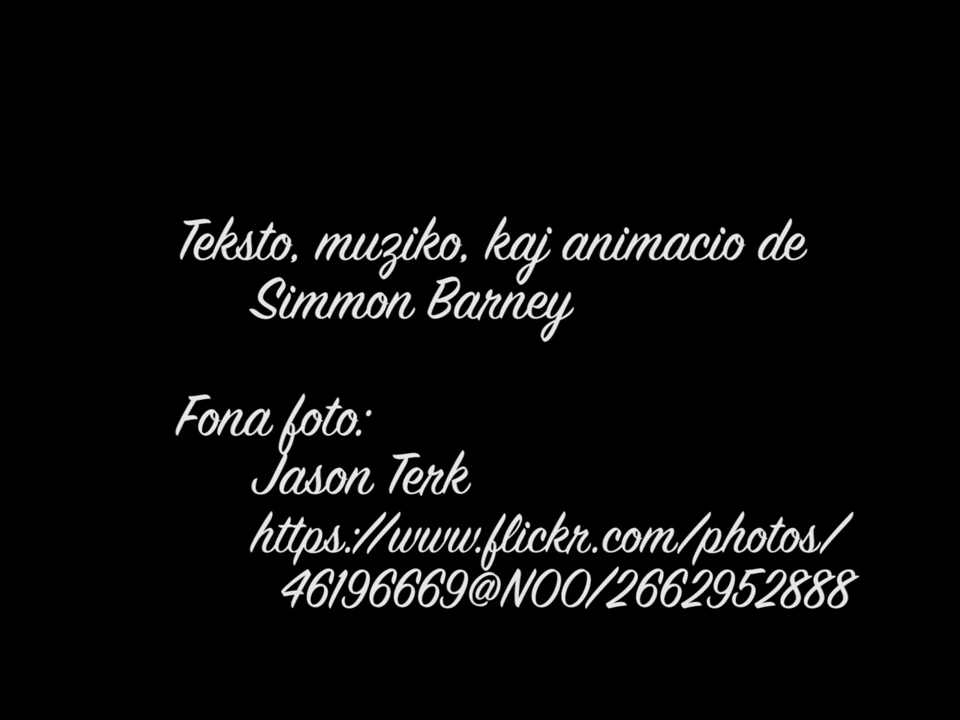 Teksto, muziko, kaj animacio de
Simmon Barney
Fona foto:
Jason Terk
https://www.flickr.com/photos/
46196669@N00/2662952888